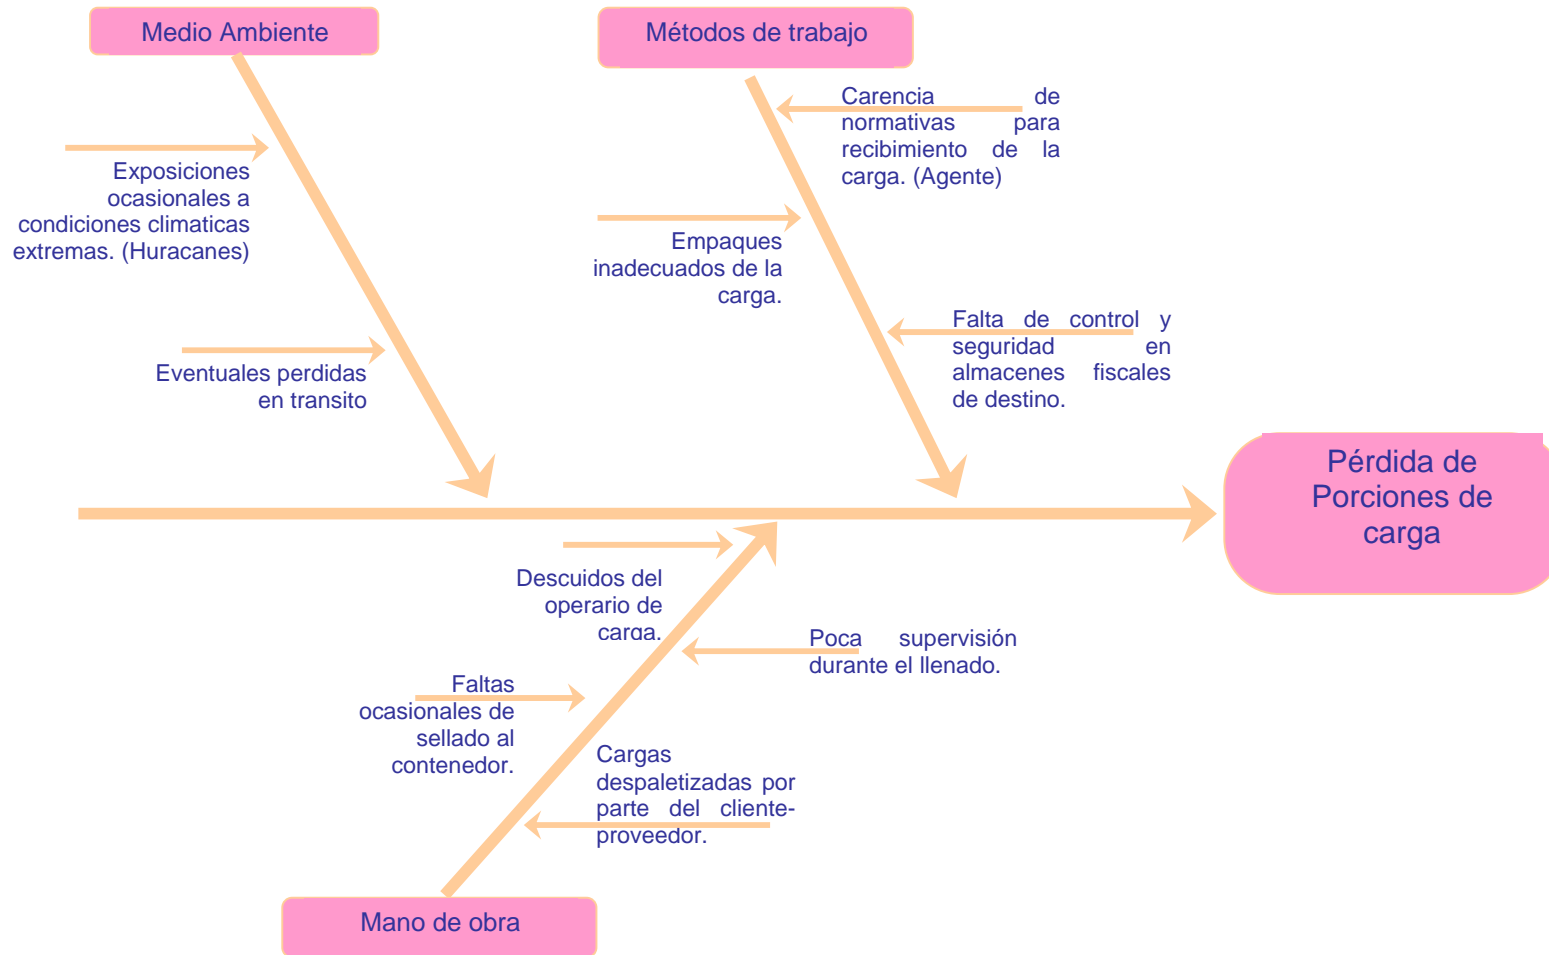 Medio Ambiente
Métodos de trabajo
Carencia de
normativas para
recibimiento de la
carga. (Agente)
Exposiciones
ocasionales a
condiciones climaticas
extremas. (Huracanes)
Empaques
inadecuados de la
carga.
Falta de control y
seguridad en
almacenes fiscales
de destino.
Eventuales perdidas
en transito
Pérdida de
Porciones de
carga
Descuidos del
operario de
carga.
Poca supervisión
durante el llenado.
Faltas
ocasionales de
sellado al
contenedor.
Cargas
despaletizadas por
parte del cliente-
proveedor.
Mano de obra